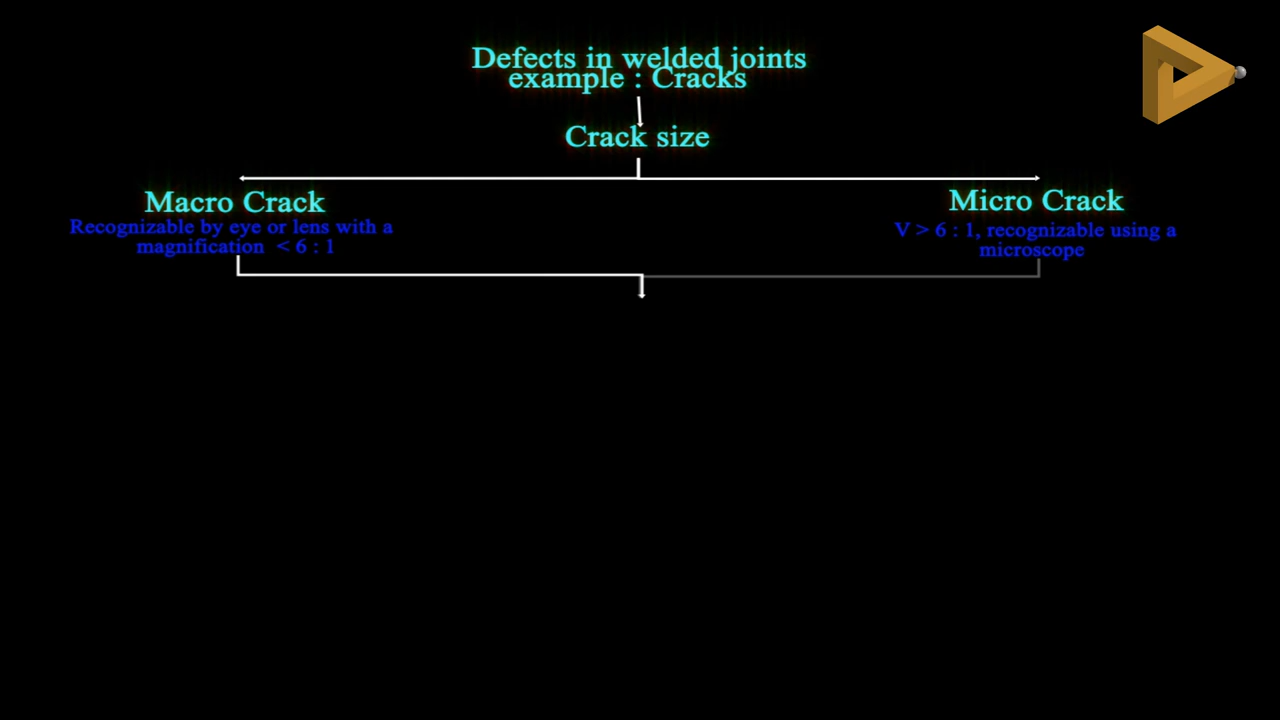 Defects in welded joints
example : Cracks
Crack size
Macro Crack
Recognizable by eye or lens with a
magnification < 6 : 1
Micro Crack
V > 6 : 1, recognizable using a
microscope